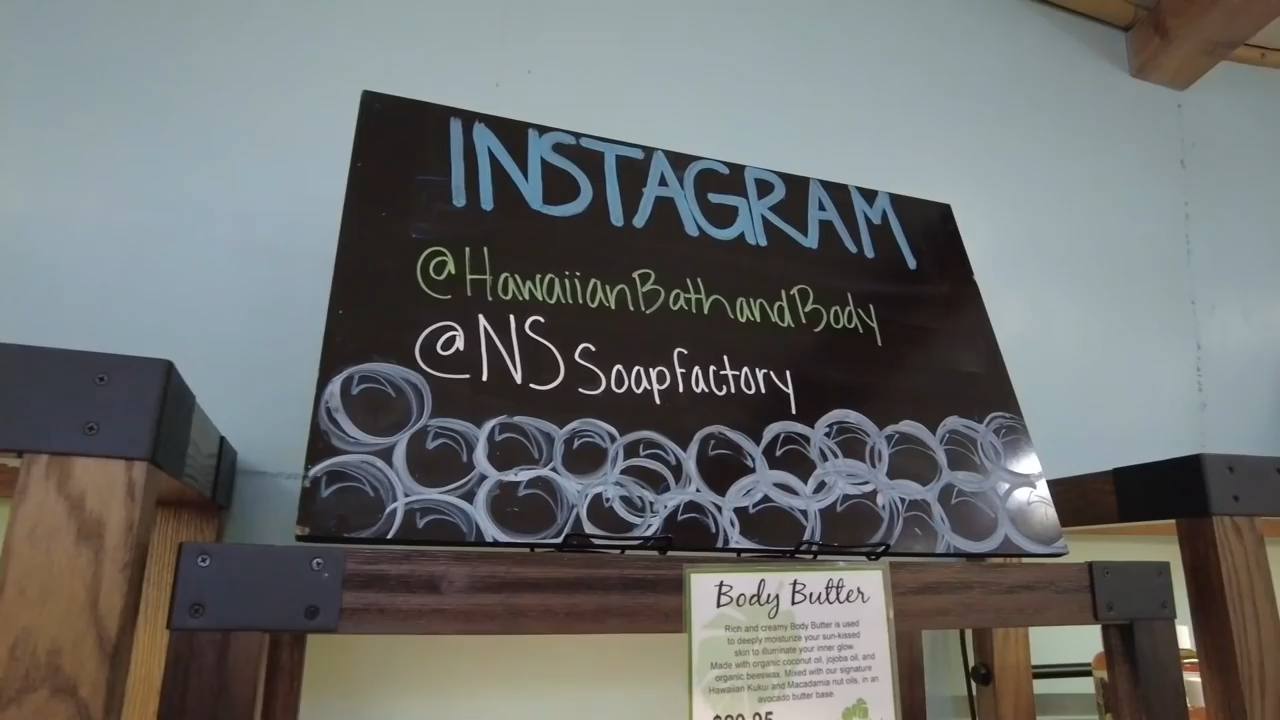 INSTAGRAM
@HawaiianBathandBody
@NSSoapfactory
Body Butter
Rich and creamy Body Butter is used
to deeply moisturize your sun-kissed
skin to illuminate your inner glow.
Made with organic coconut oil, jojoba oil, and
organic beeswax. Mixed with our signature
Hawaiian Kukui and Macadamia nut oils, in an
avocado butter base.